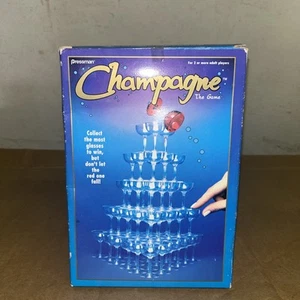 Pressman
For 2 or more adult players
Champagne™
The Game
Collect
the most
glasses
to win,
but
don't let
the
red one
fall!